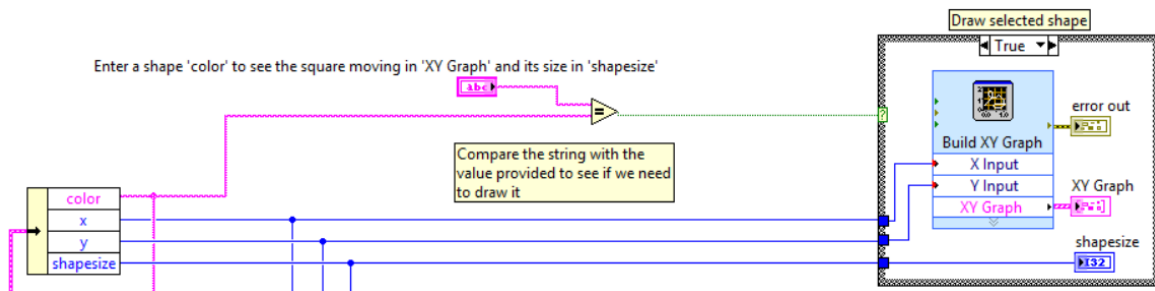 Draw selected shape
True
Enter a shape 'color' to see the square moving in 'XY Graph' and its size in 'shapesize'
abc
=
?
error out
Build XY Graph
Compare the string with the
value provided to see if we need
to draw it
X Input
Y Input
XY Graph
XY Graph
color
x
y
shapesize
shapesize
I32